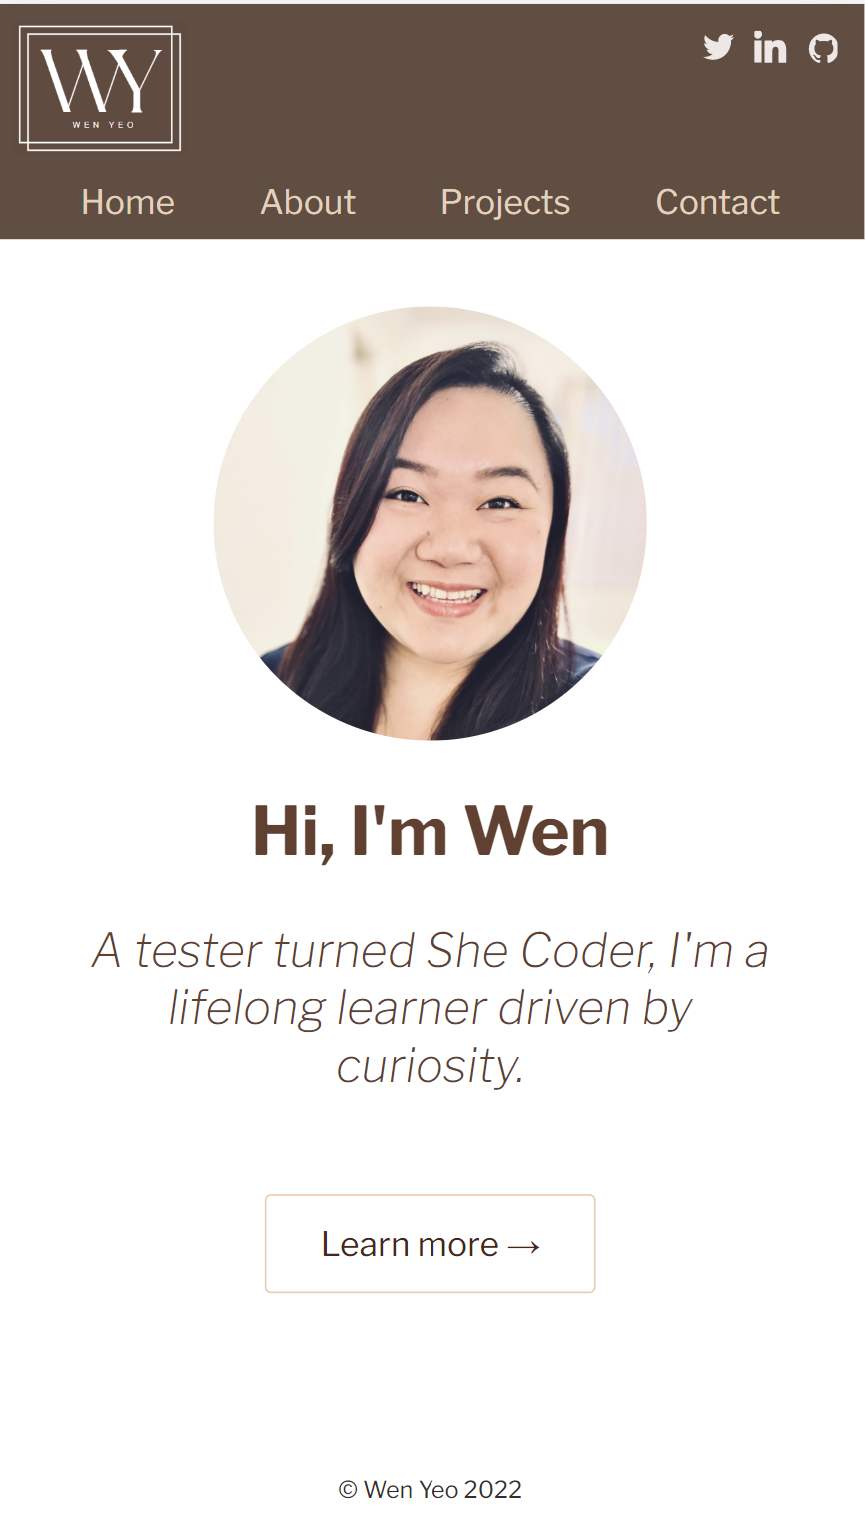 WY
WEN YEO
Home About Projects Contact
Hi, I'm Wen
A tester turned She Coder, I'm a
lifelong learner driven by
curiosity.
Learn more →
© Wen Yeo 2022